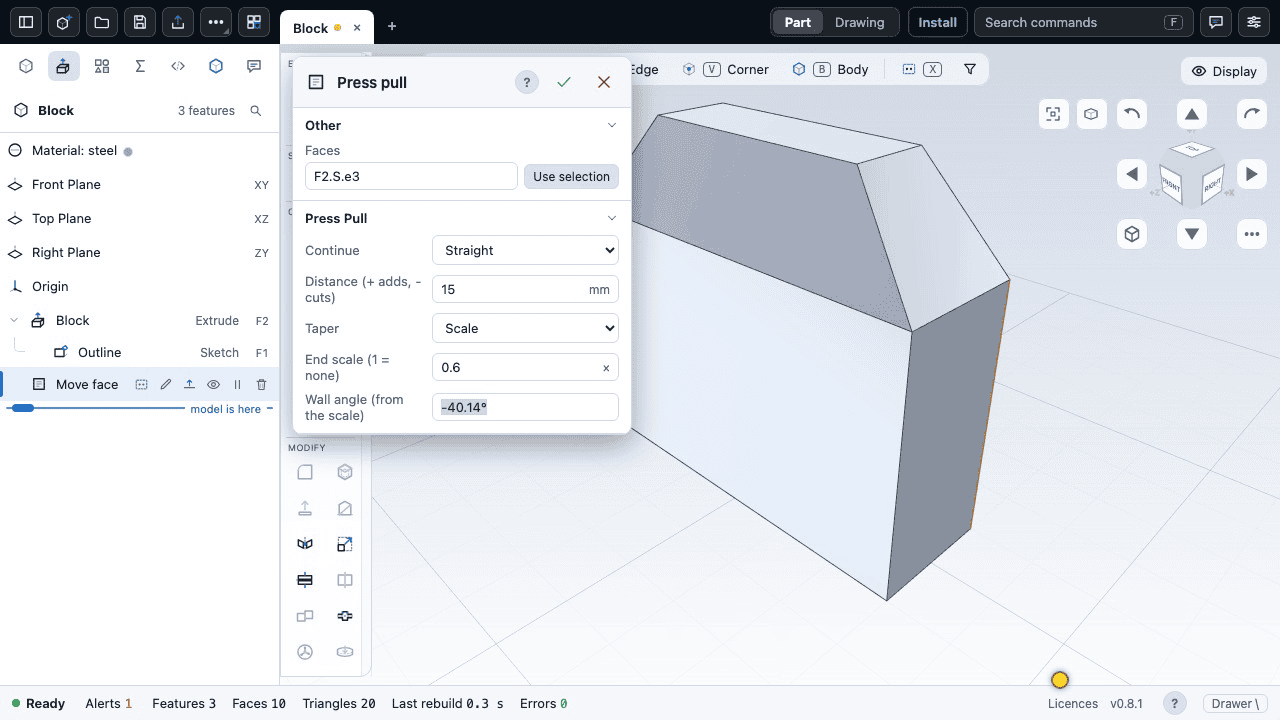 Block
Part
Drawing
Install
Search commands
F
Block
3 features
Material: steel
Front Plane
XY
Top Plane
XZ
Right Plane
ZY
Origin
Block
Extrude
F2
Outline
Sketch
F1
Move face
model is here
Press pull
?
Other
Faces
F2.S.e3
Use selection
Press Pull
Continue
Straight
Distance (+ adds, -
cuts)
15
mm
Taper
Scale
End scale (1 =
none)
0.6
×
Wall angle (from
the scale)
-40.14°
MODIFY
Edge
V
Corner
B
Body
X
Display
FRONT
RIGHT
Ready
Alerts 1
Features 3
Faces 10
Triangles 20
Last rebuild 0.3 s
Errors 0
Licences
v0.8.1
?
Drawer \